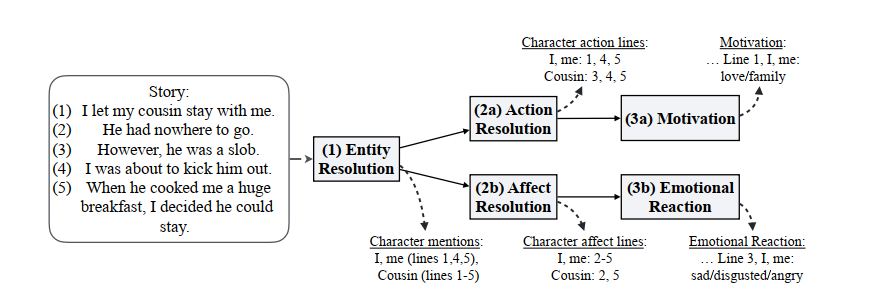 Story:
(1) I let my cousin stay with me.
(2) He had nowhere to go.
(3) However, he was a slob.
(4) I was about to kick him out.
(5) When he cooked me a huge
breakfast, I decided he could
stay.
(1) Entity
Resolution
Character mentions:
I, me (lines 1,4,5),
Cousin (lines 1-5)
Character action lines:
I, me: 1, 4, 5
Cousin: 3, 4, 5
(2a) Action
Resolution
(2b) Affect
Resolution
Character affect lines:
I, me: 2-5
Cousin: 2, 5
Motivation:
... Line 1, I, me:
love/family
(3a) Motivation
(3b) Emotional
Reaction
Emotional Reaction:
... Line 3, I, me:
sad/disgusted/angry